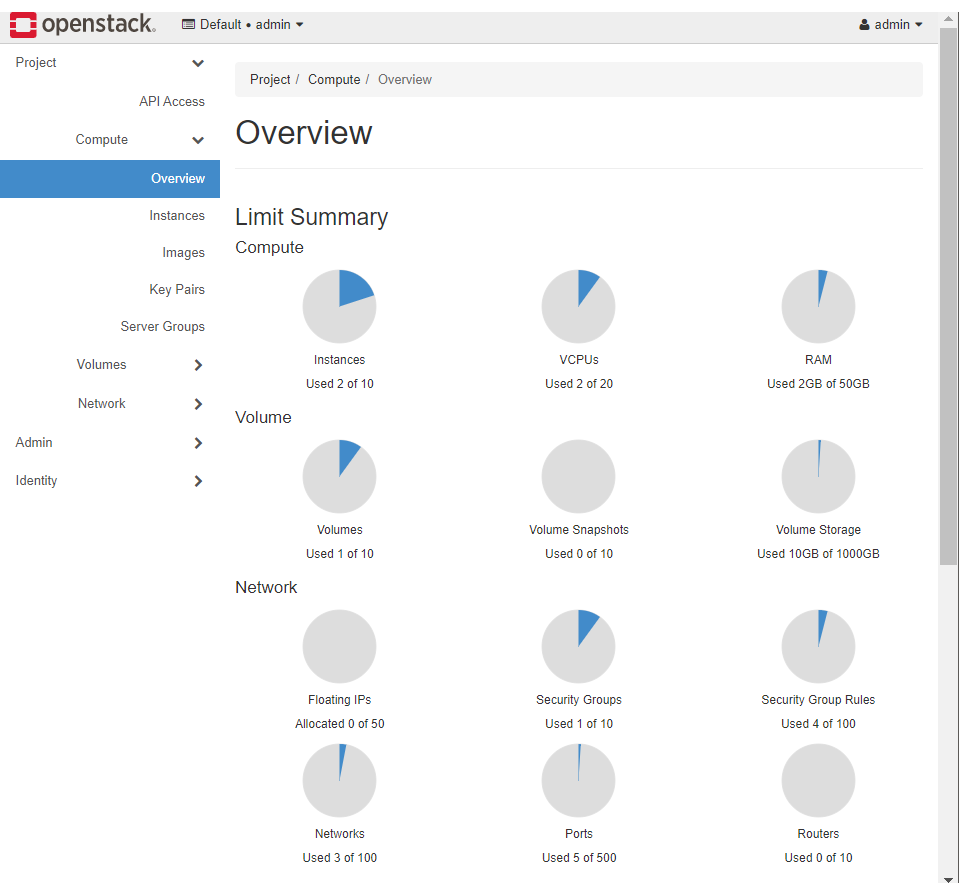 openstack. Default • admin admin
Project
API Access
Compute
Overview
Instances
Images
Key Pairs
Server Groups
Volumes
Network
Admin
Identity
Project / Compute / Overview
Overview
Limit Summary
Compute
Instances VCPUs RAM
Used 2 of 10 Used 2 of 20 Used 2GB of 50GB
Volume
Volumes Volume Snapshots Volume Storage
Used 1 of 10 Used 0 of 10 Used 10GB of 1000GB
Network
Floating IPs Security Groups Security Group Rules
Allocated 0 of 50 Used 1 of 10 Used 4 of 100
Networks Ports Routers
Used 3 of 100 Used 5 of 500 Used 0 of 10